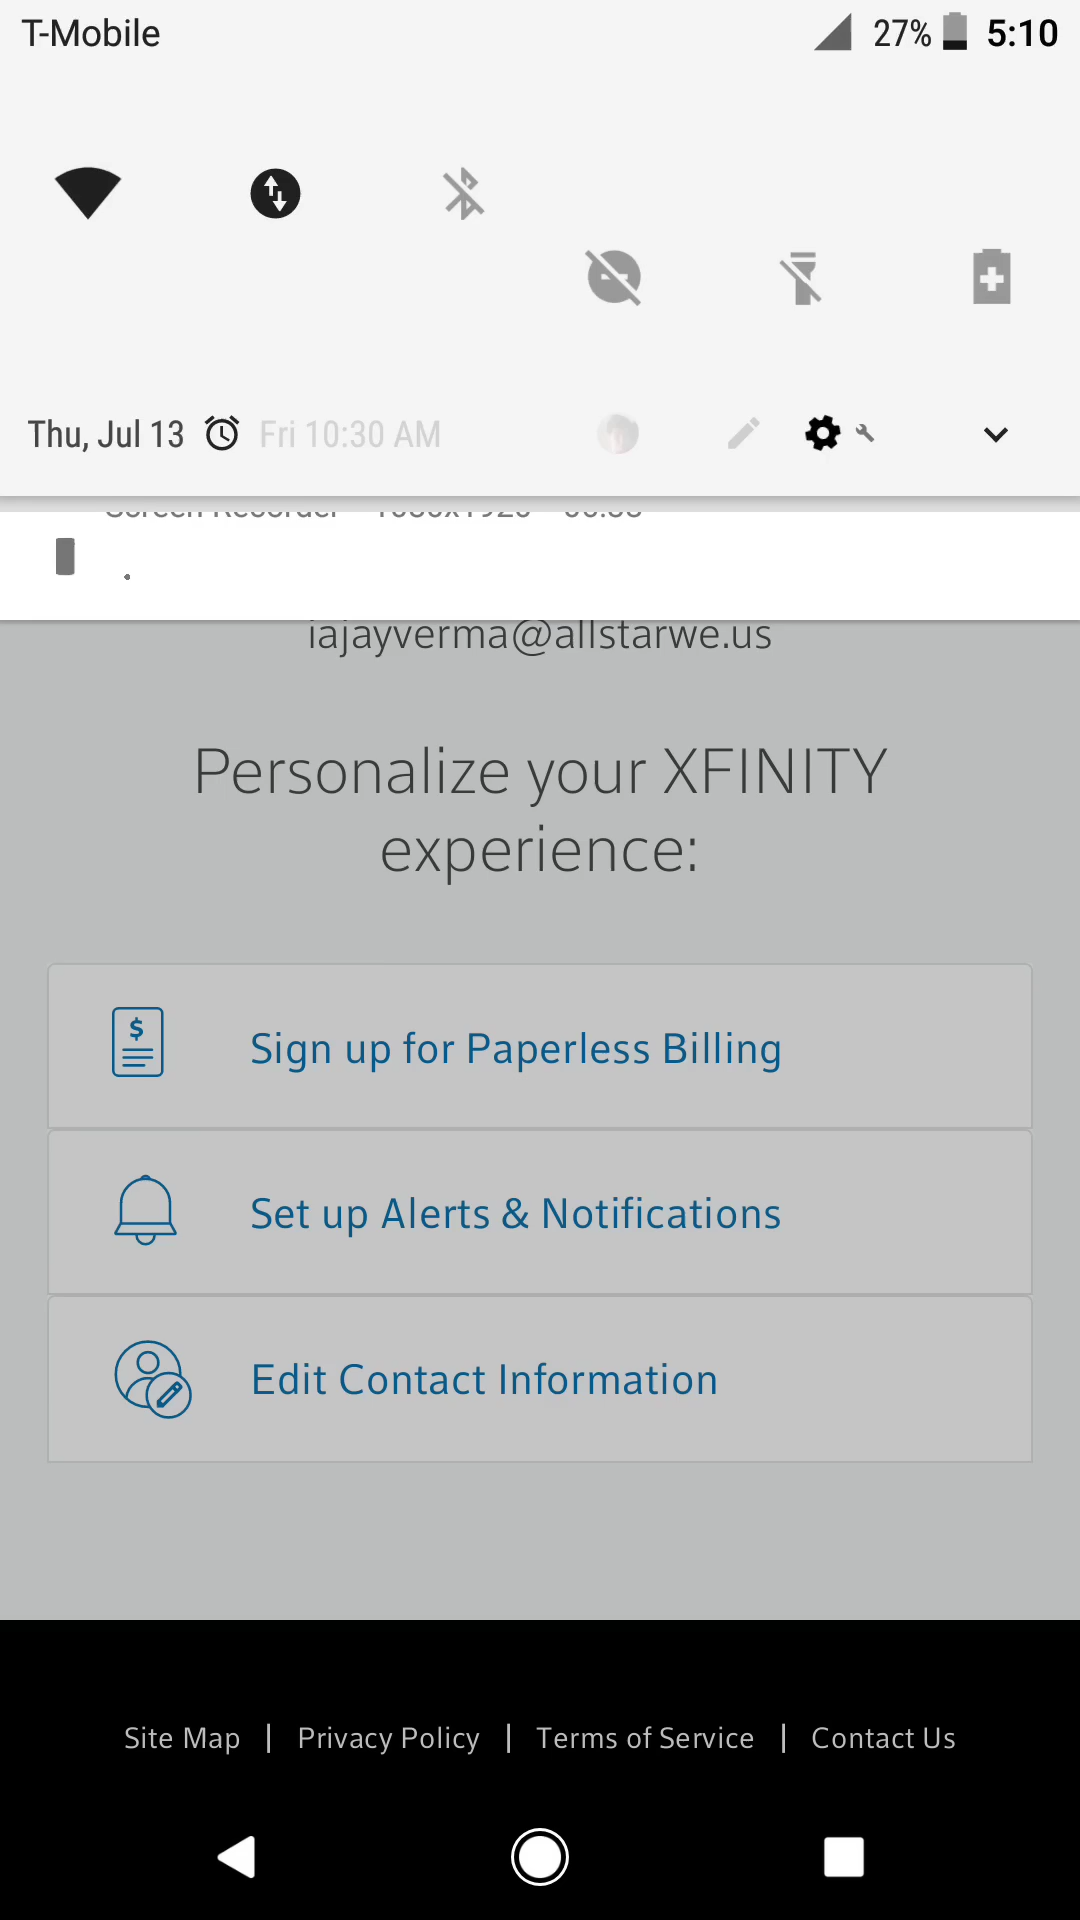 T-Mobile 27% 5:10
Thu, Jul 13 Fri 10:30 AM
Screen Recorder
iajayverma@allstarwe.us
Personalize your XFINITY
experience:
$
Sign up for Paperless Billing
Set up Alerts & Notifications
Edit Contact Information
Site Map | Privacy Policy | Terms of Service | Contact Us